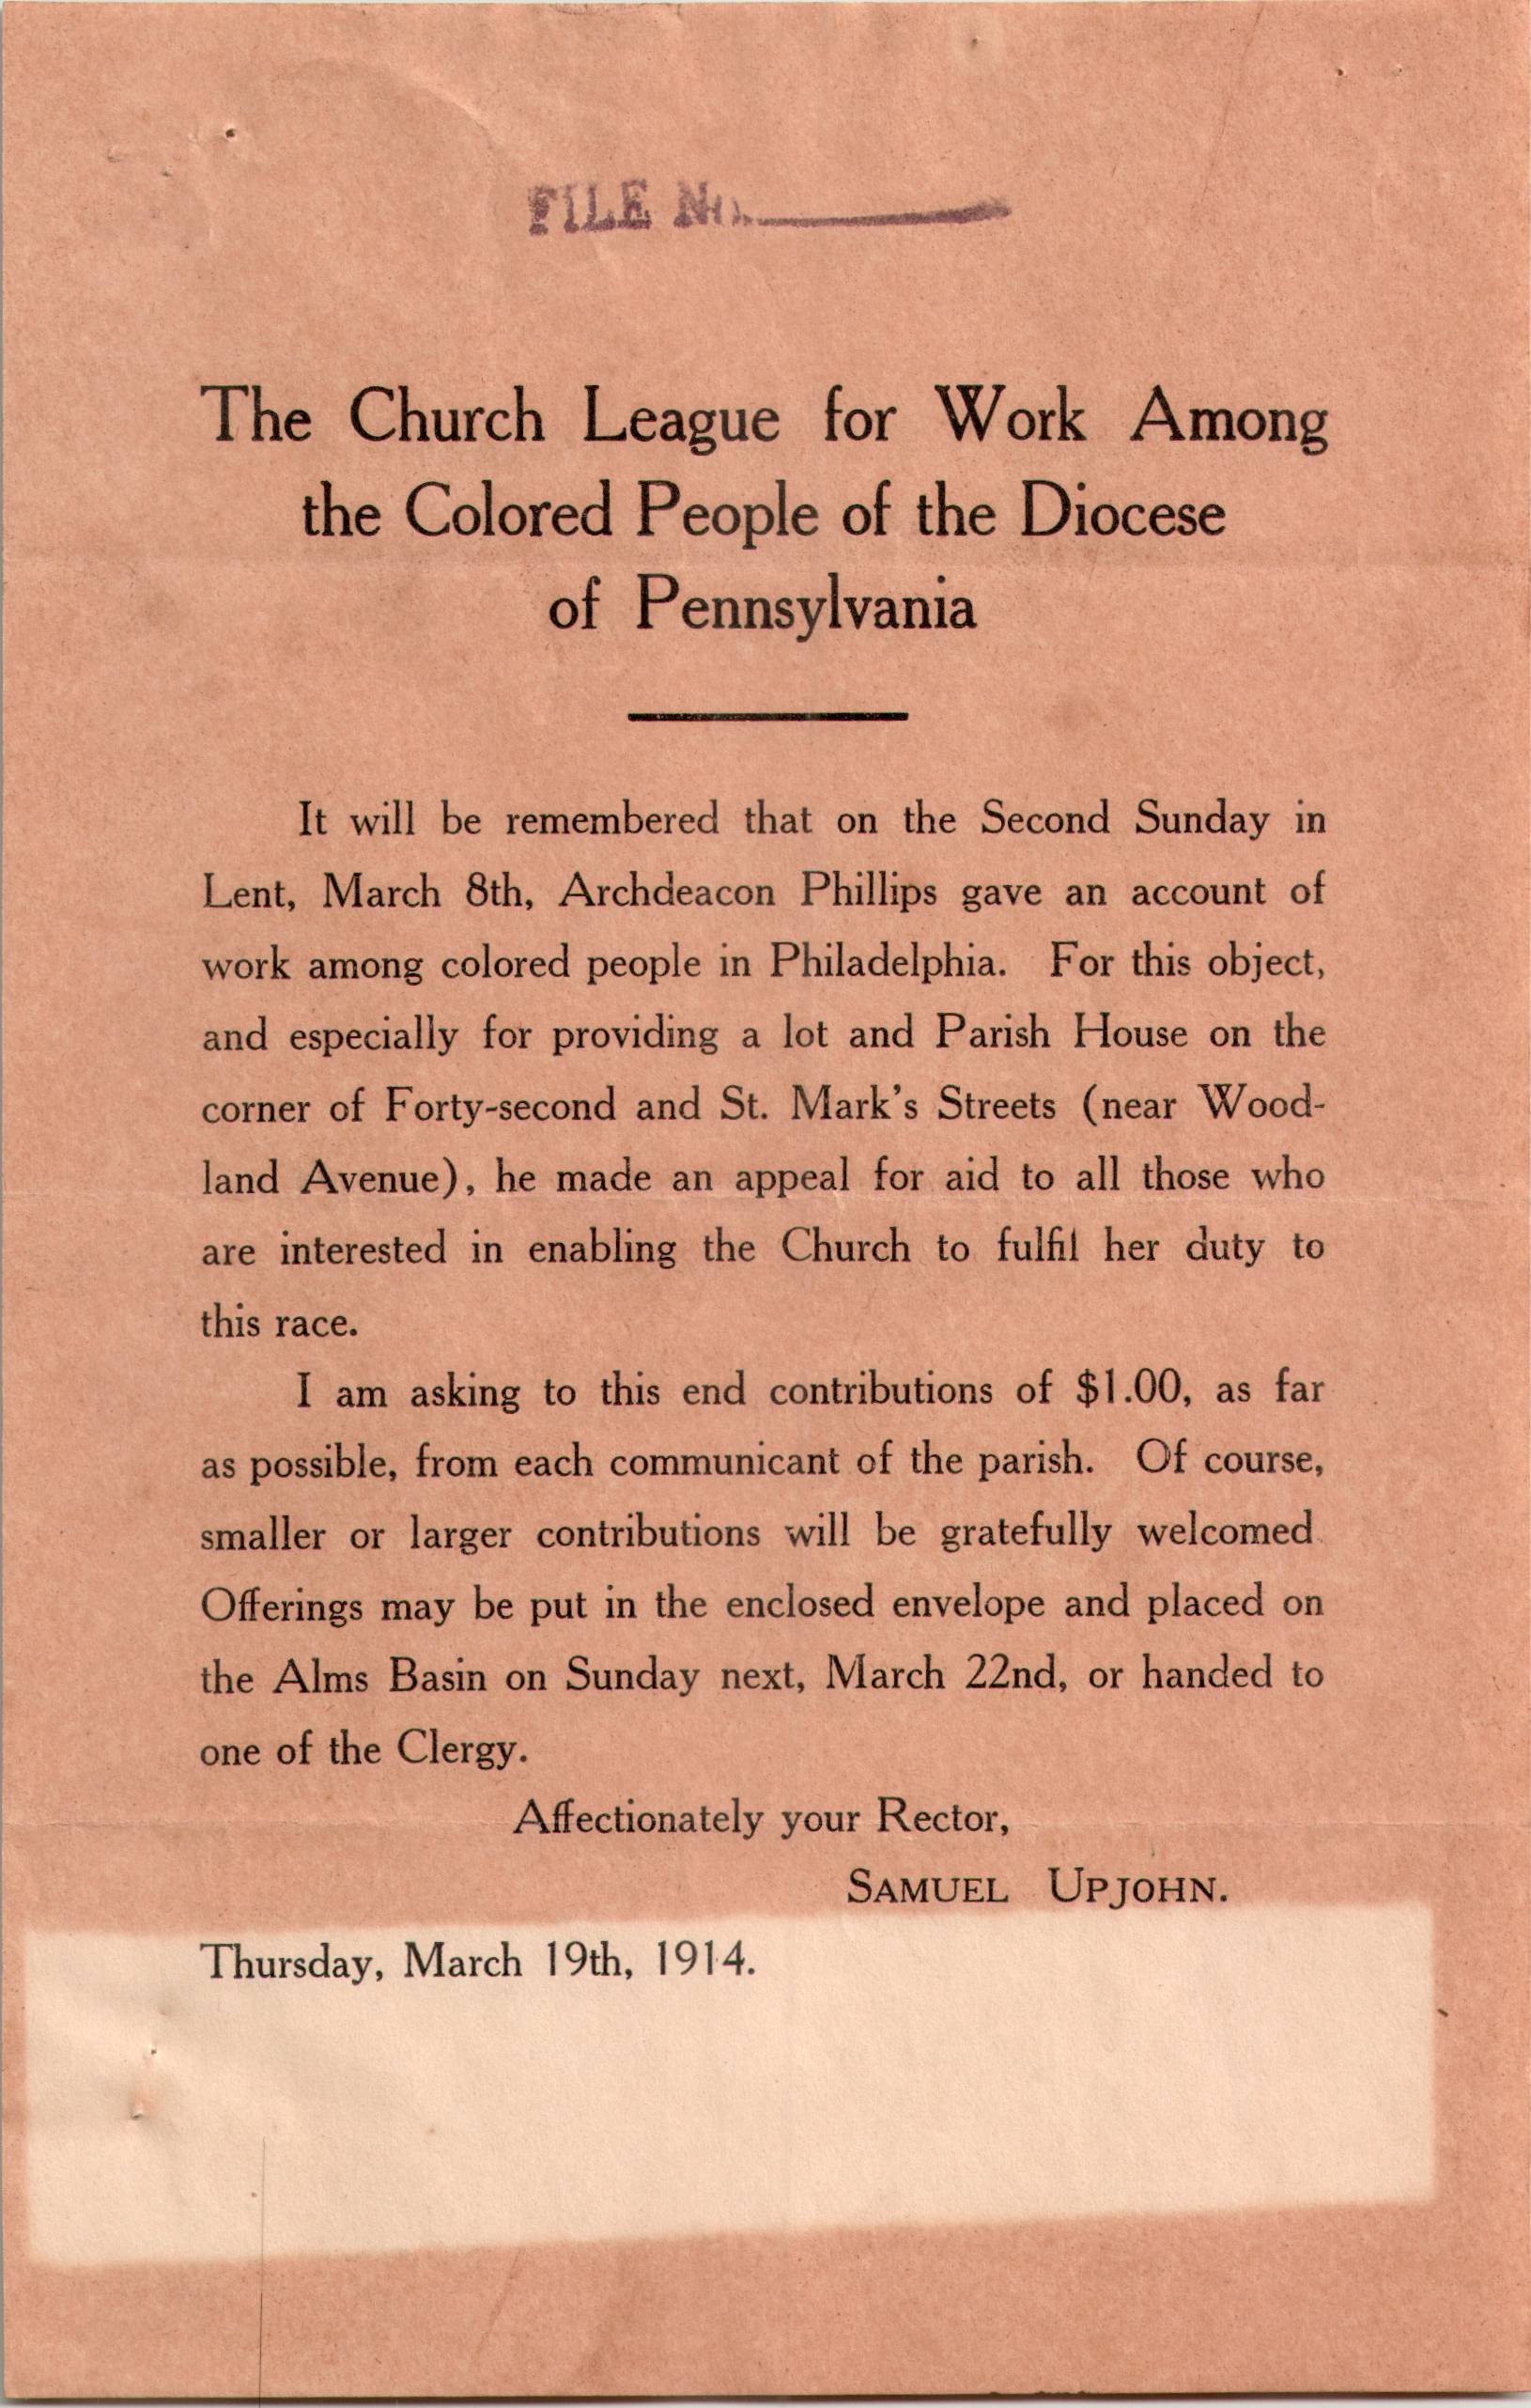 FILE No.
The Church League for Work Among
the Colored People of the Diocese
of Pennsylvania
It will be remembered that on the Second Sunday in
Lent, March 8th, Archdeacon Phillips gave an account of
work among colored people in Philadelphia. For this object,
and especially for providing a lot and Parish House on the
corner of Forty-second and St. Mark's Streets (near Wood-
land Avenue), he made an appeal for aid to all those who
are interested in enabling the Church to fulfil her duty to
this race.
I am asking to this end contributions of $1.00, as far
as possible, from each communicant of the parish. Of course,
smaller or larger contributions will be gratefully welcomed
Offerings may be put in the enclosed envelope and placed on
the Alms Basin on Sunday next, March 22nd, or handed to
one of the Clergy.
Affectionately your Rector,
SAMUEL UPJOHN.
Thursday, March 19th, 1914.